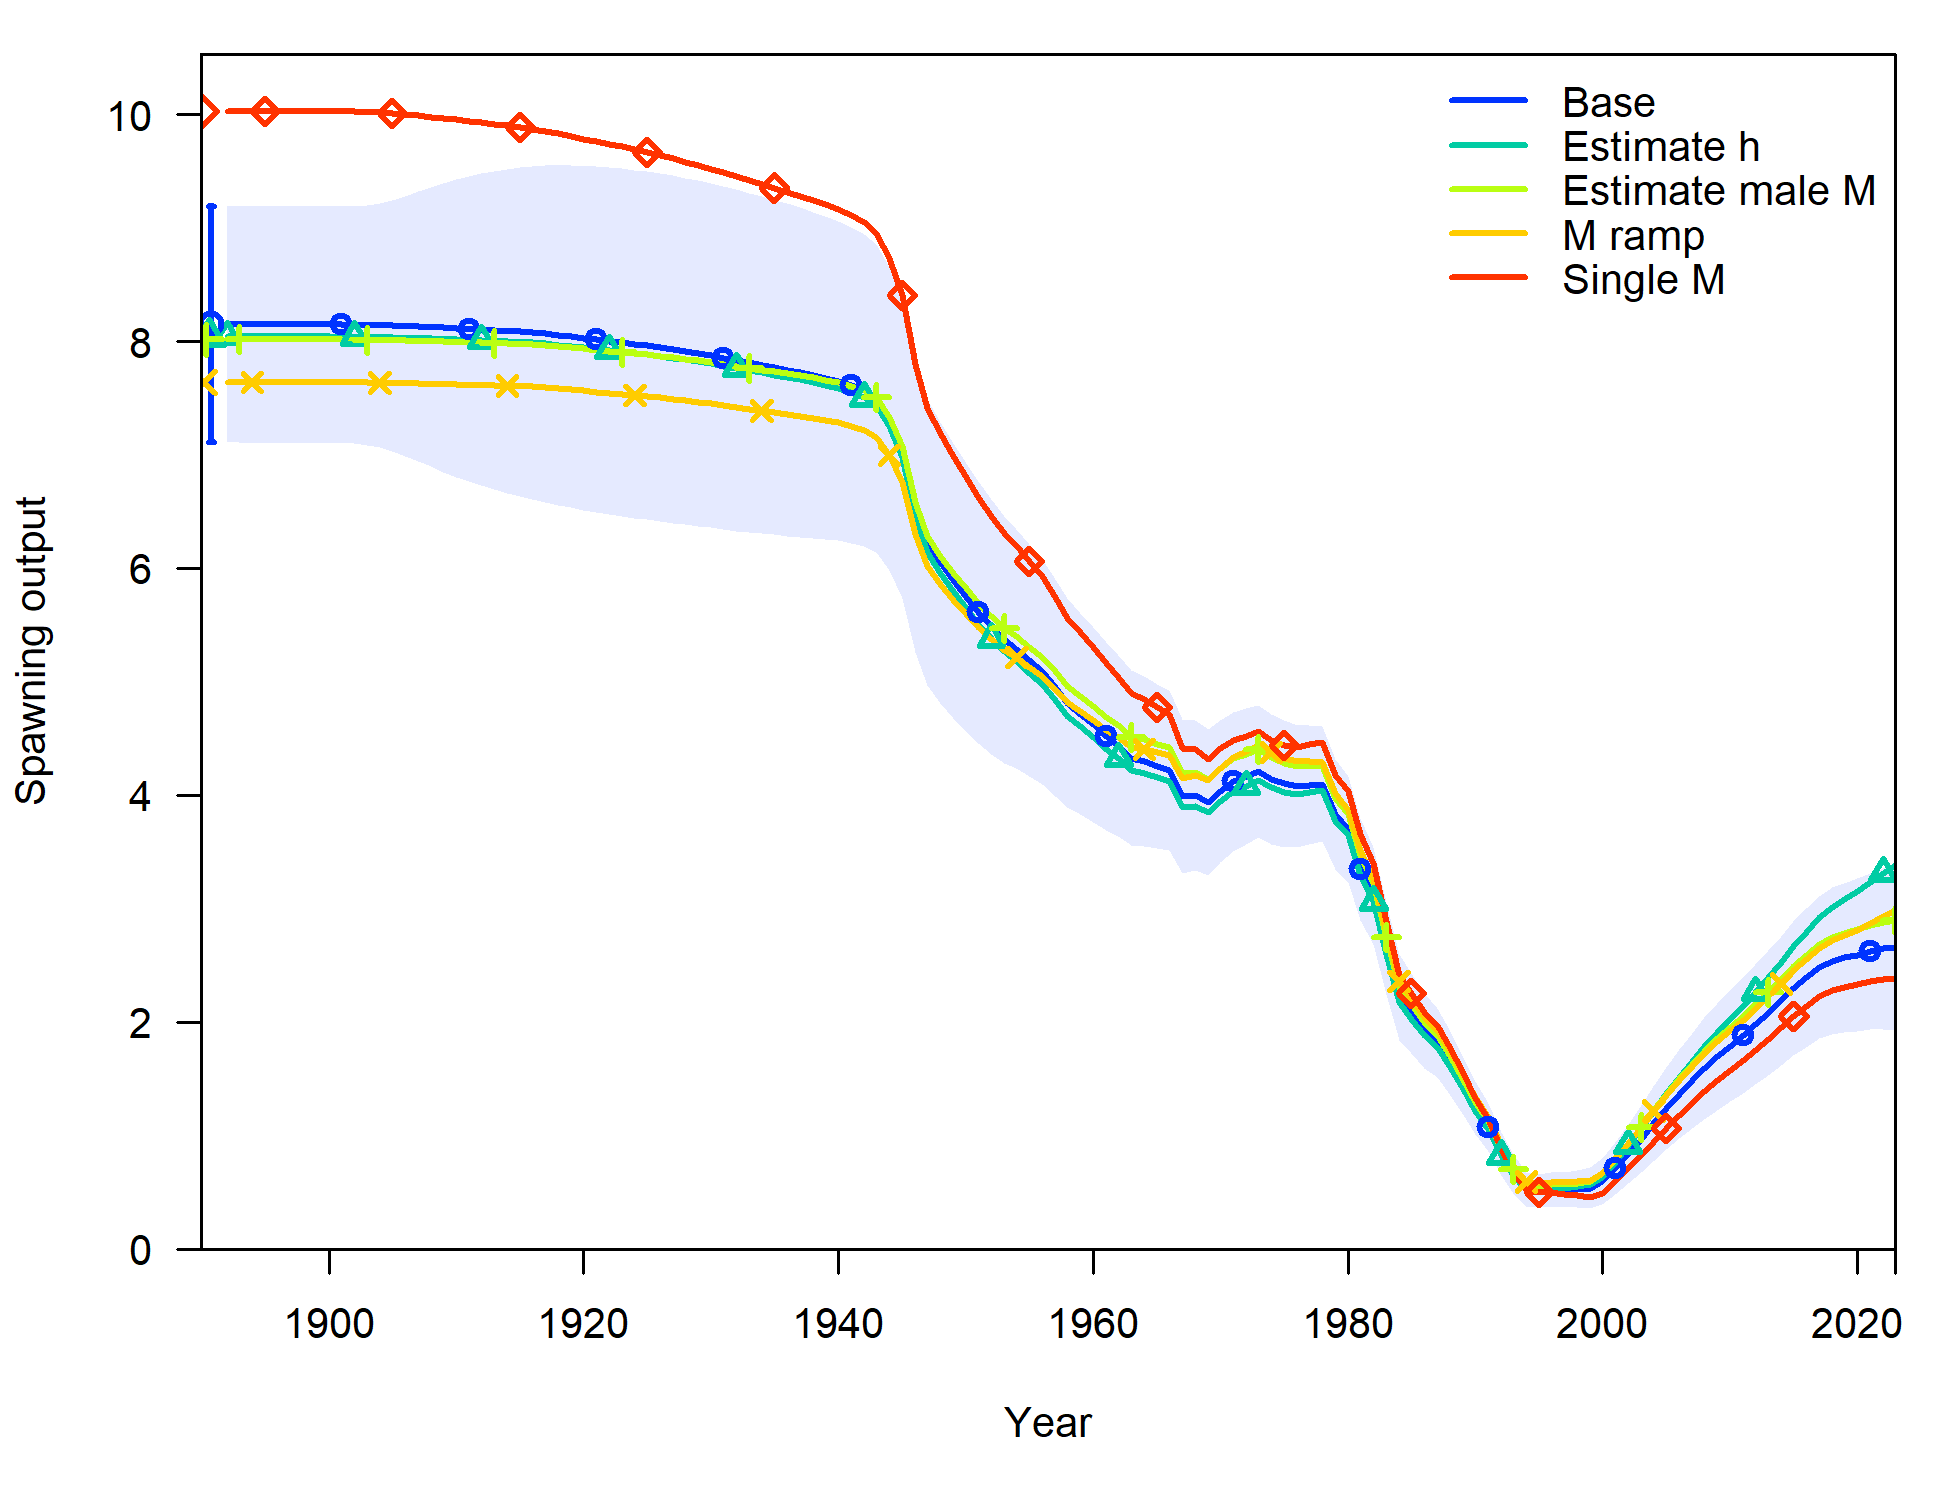 Base
Estimate h
Estimate male M
M ramp
Single M
Spawning output
10
8
6
4
2
0
1900 1920 1940 1960 1980 2000 2020
Year